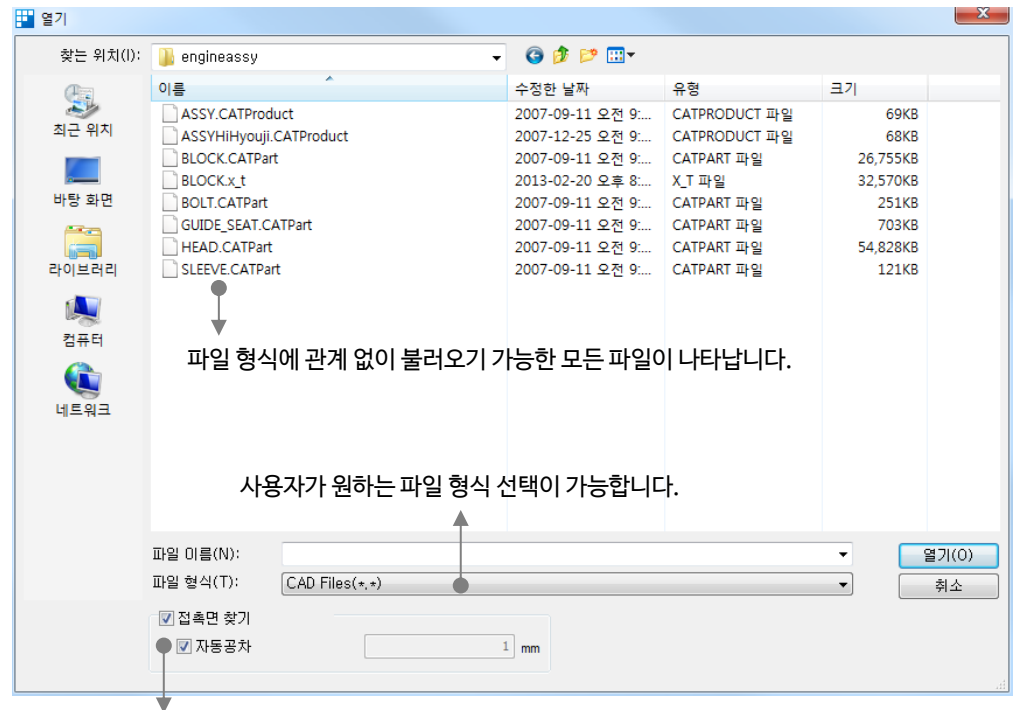 열기
찾는 위치(I): engineassy
이름 수정한 날짜 유형 크기
ASSY.CATProduct 2007-09-11 오전 9:... CATPRODUCT 파일 69KB
ASSYHiHyouji.CATProduct 2007-12-25 오전 9:... CATPRODUCT 파일 68KB
BLOCK.CATPart 2007-09-11 오전 9:... CATPART 파일 26,755KB
BLOCK.x_t 2013-02-20 오후 8:... X_T 파일 32,570KB
BOLT.CATPart 2007-09-11 오전 9:... CATPART 파일 251KB
GUIDE_SEAT.CATPart 2007-09-11 오전 9:... CATPART 파일 703KB
HEAD.CATPart 2007-09-11 오전 9:... CATPART 파일 54,828KB
SLEEVE.CATPart 2007-09-11 오전 9:... CATPART 파일 121KB
최근 위치
바탕 화면
라이브러리
컴퓨터
네트워크
파일 형식에 관계 없이 불러오기 가능한 모든 파일이 나타납니다.
사용자가 원하는 파일 형식 선택이 가능합니다.
파일 이름(N): 열기(O)
파일 형식(T): CAD Files(*,*) 취소
접촉면 찾기
자동공차 1 mm